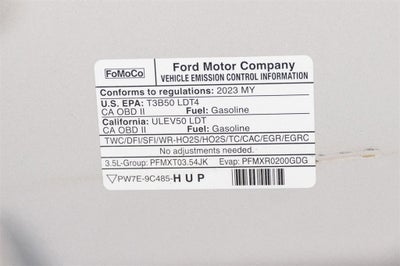 FoMoCo
Ford Motor Company
VEHICLE EMISSION CONTROL INFORMATION
Conforms to regulations: 2023 MY
U.S. EPA: T3B50 LDT4
CA OBD II Fuel: Gasoline
California: ULEV50 LDT
CA OBD II Fuel: Gasoline
TWC/DFI/SFI/WR-HO2S/HO2S/TC/CAC/EGR/EGRC
No adjustments needed.
3.5L-Group: PFMXT03.54JK Evap: PFMXR0200GDG
▽PW7E-9C485-HUP